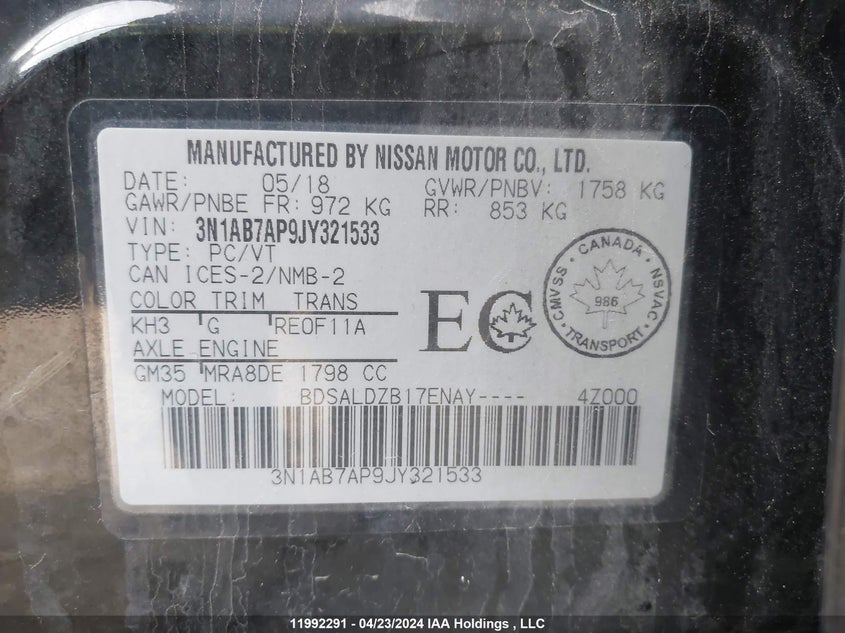 MANUFACTURED BY NISSAN MOTOR CO., LTD.
DATE: 05/18 GVWR/PNBV: 1758 KG
GAWR/PNBE FR: 972 KG RR: 853 KG
VIN: 3N1AB7AP9JY321533
TYPE: PC/VT
CAN ICES-2/NMB-2
COLOR TRIM TRANS
KH3 G RE0F11A
AXLE ENGINE
GM35 MRA8DE 1798 CC
EC
CANADA
CMVSS NSVAC
986
TRANSPORT
MODEL: BDSALDZB17ENAY---- 4Z000
3N1AB7AP9JY321533
11992291 - 04/23/2024 IAA Holdings , LLC